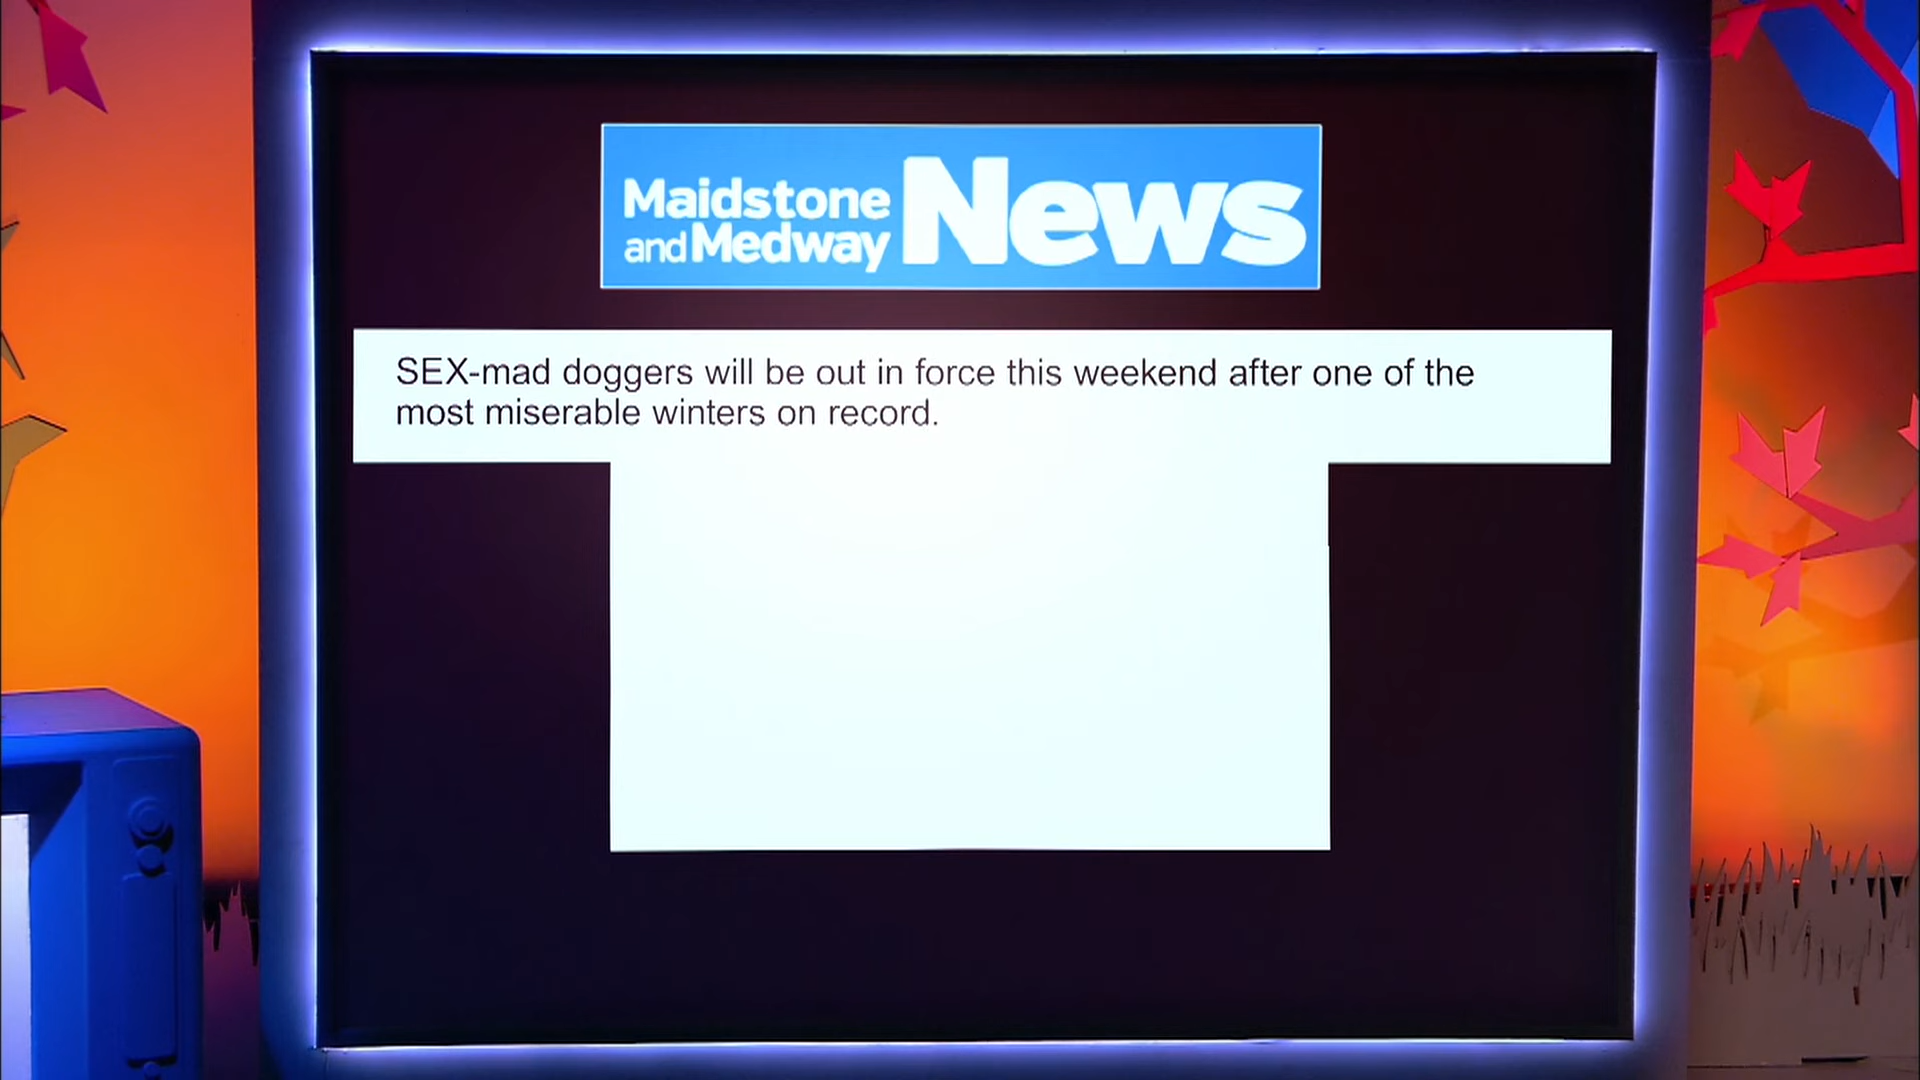 Maidstone
and Medway News
SEX-mad doggers will be out in force this weekend after one of the
most miserable winters on record.